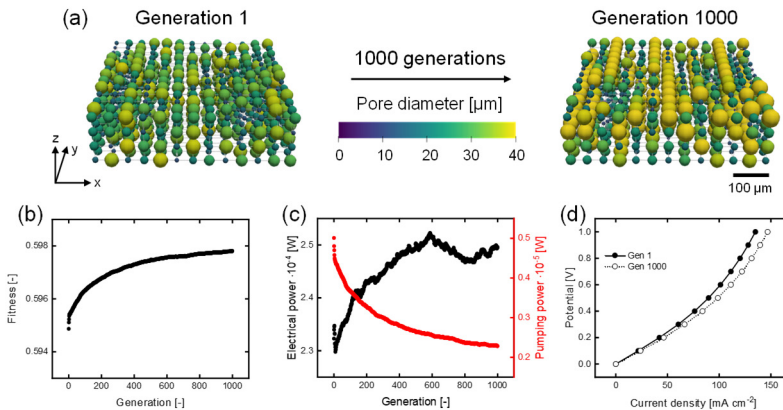 (a)
Generation 1
Generation 1000
1000 generations
Pore diameter [µm]
0 10 20 30 40
z
y
x
100 µm
(b)
0.598
0.596
0.594
Fitness [-]
0 200 400 600 800 1000
Generation [-]
(c)
2.5
2.4
2.3
Electrical power ·10⁻⁴ [W]
0.5
0.4
0.3
0.2
Pumping power ·10⁻⁵ [W]
0 200 400 600 800 1000
Generation [-]
(d)
1.0
0.8
0.6
0.4
0.2
0.0
Potential [V]
Gen 1
Gen 1000
0 50 100 150
Current density [mA cm⁻²]